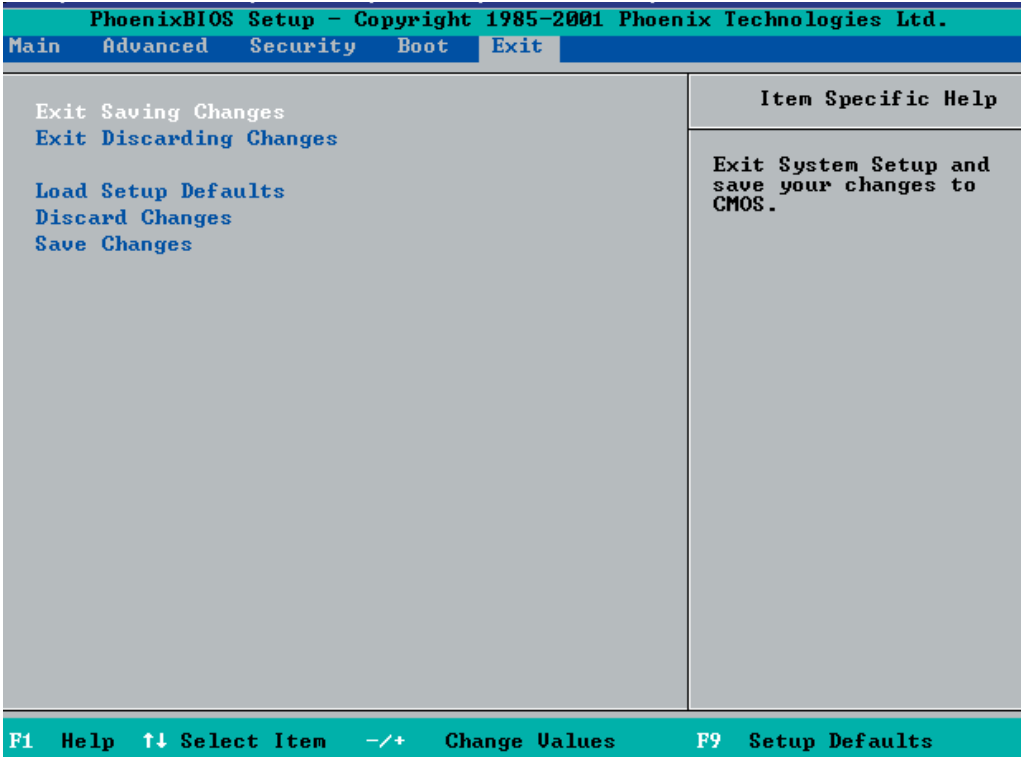 PhoenixBIOS Setup - Copyright 1985-2001 Phoenix Technologies Ltd.
Main Advanced Security Boot Exit
Exit Saving Changes
Exit Discarding Changes
Load Setup Defaults
Discard Changes
Save Changes
Item Specific Help
Exit System Setup and
save your changes to
CMOS.
F1 Help ↑↓ Select Item -/+ Change Values F9 Setup Defaults